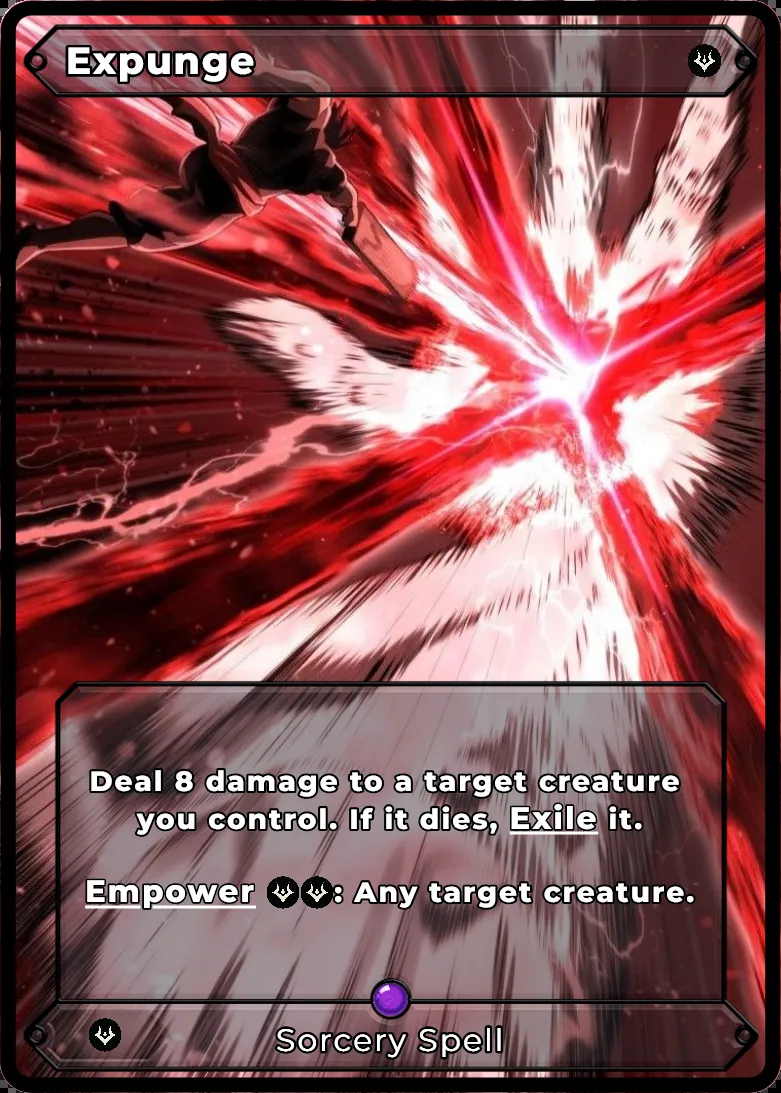 Expunge
Deal 8 damage to a target creature
you control. If it dies, Exile it.
Empower : Any target creature.
Sorcery Spell